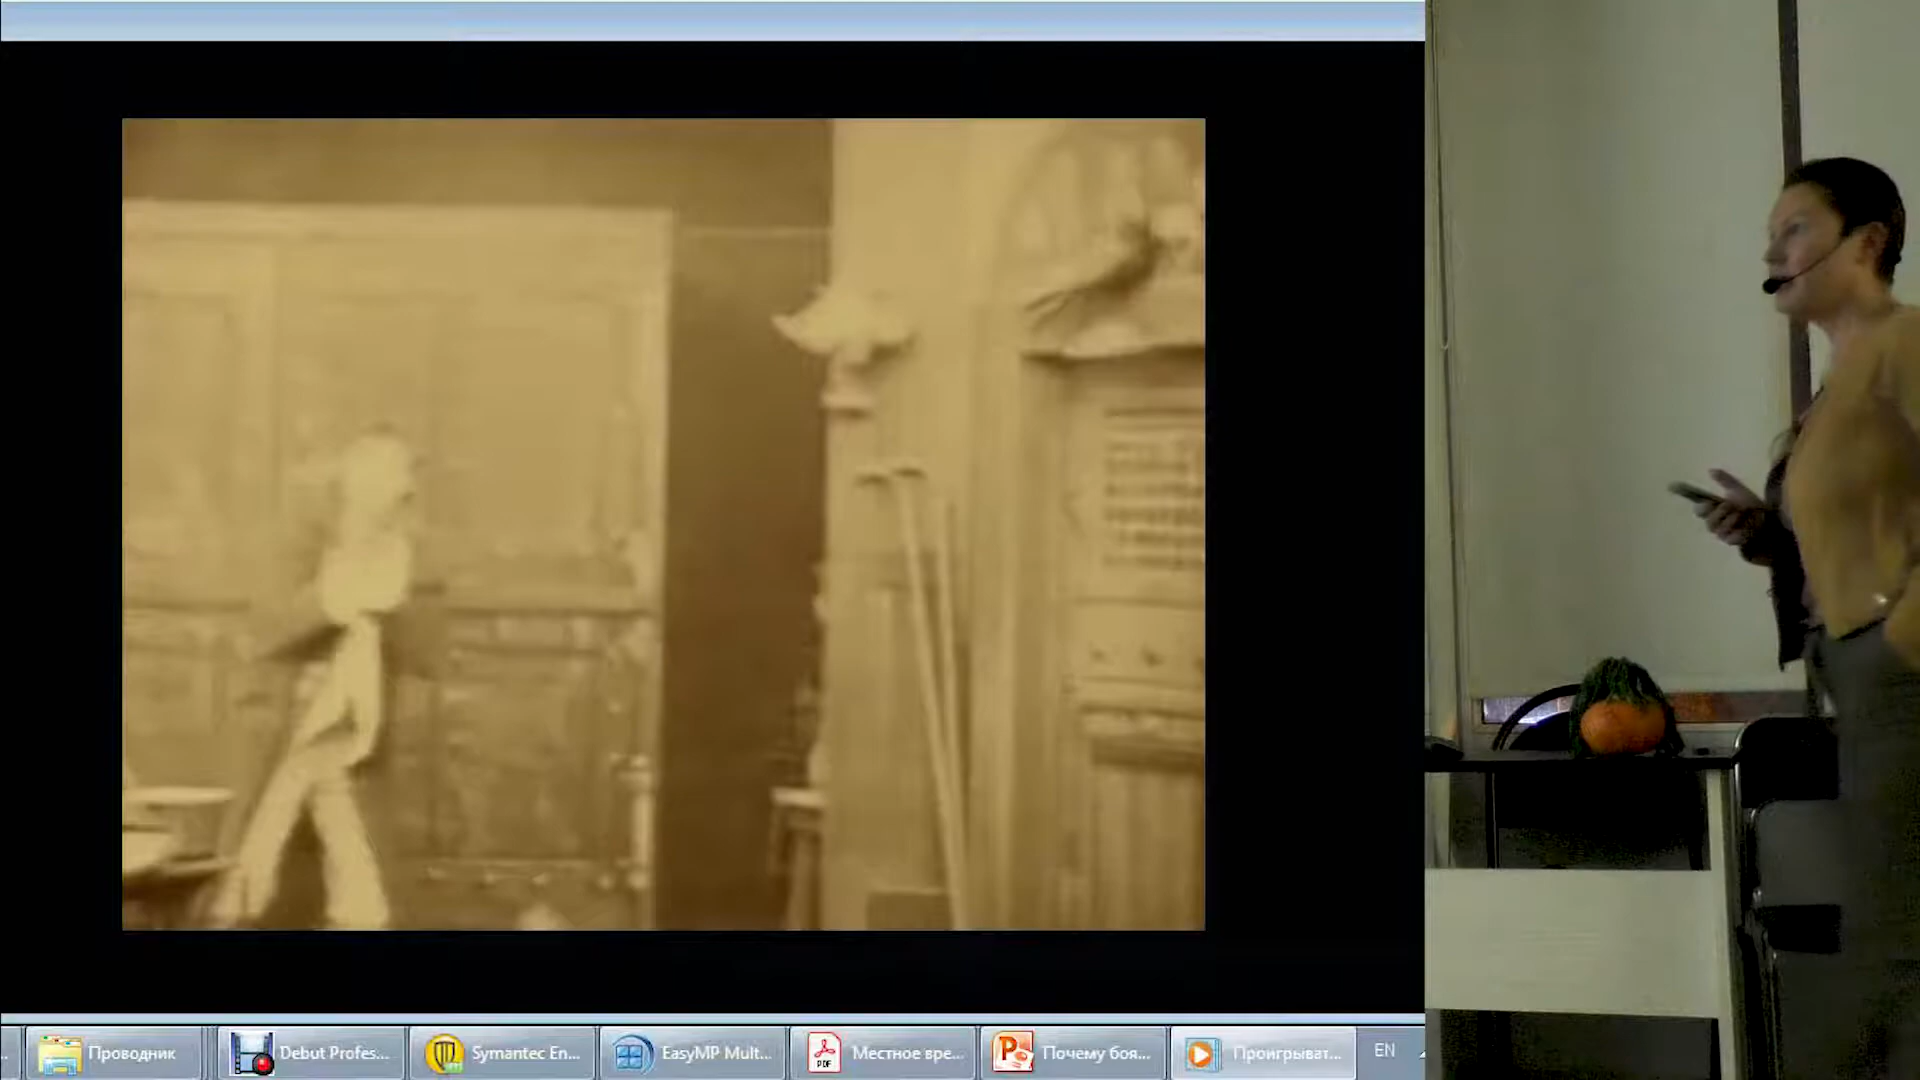 Проводник
Debut Profes...
Symantec En...
EasyMP Mult...
Местное вре...
Почему боя...
Проигрыват...
EN